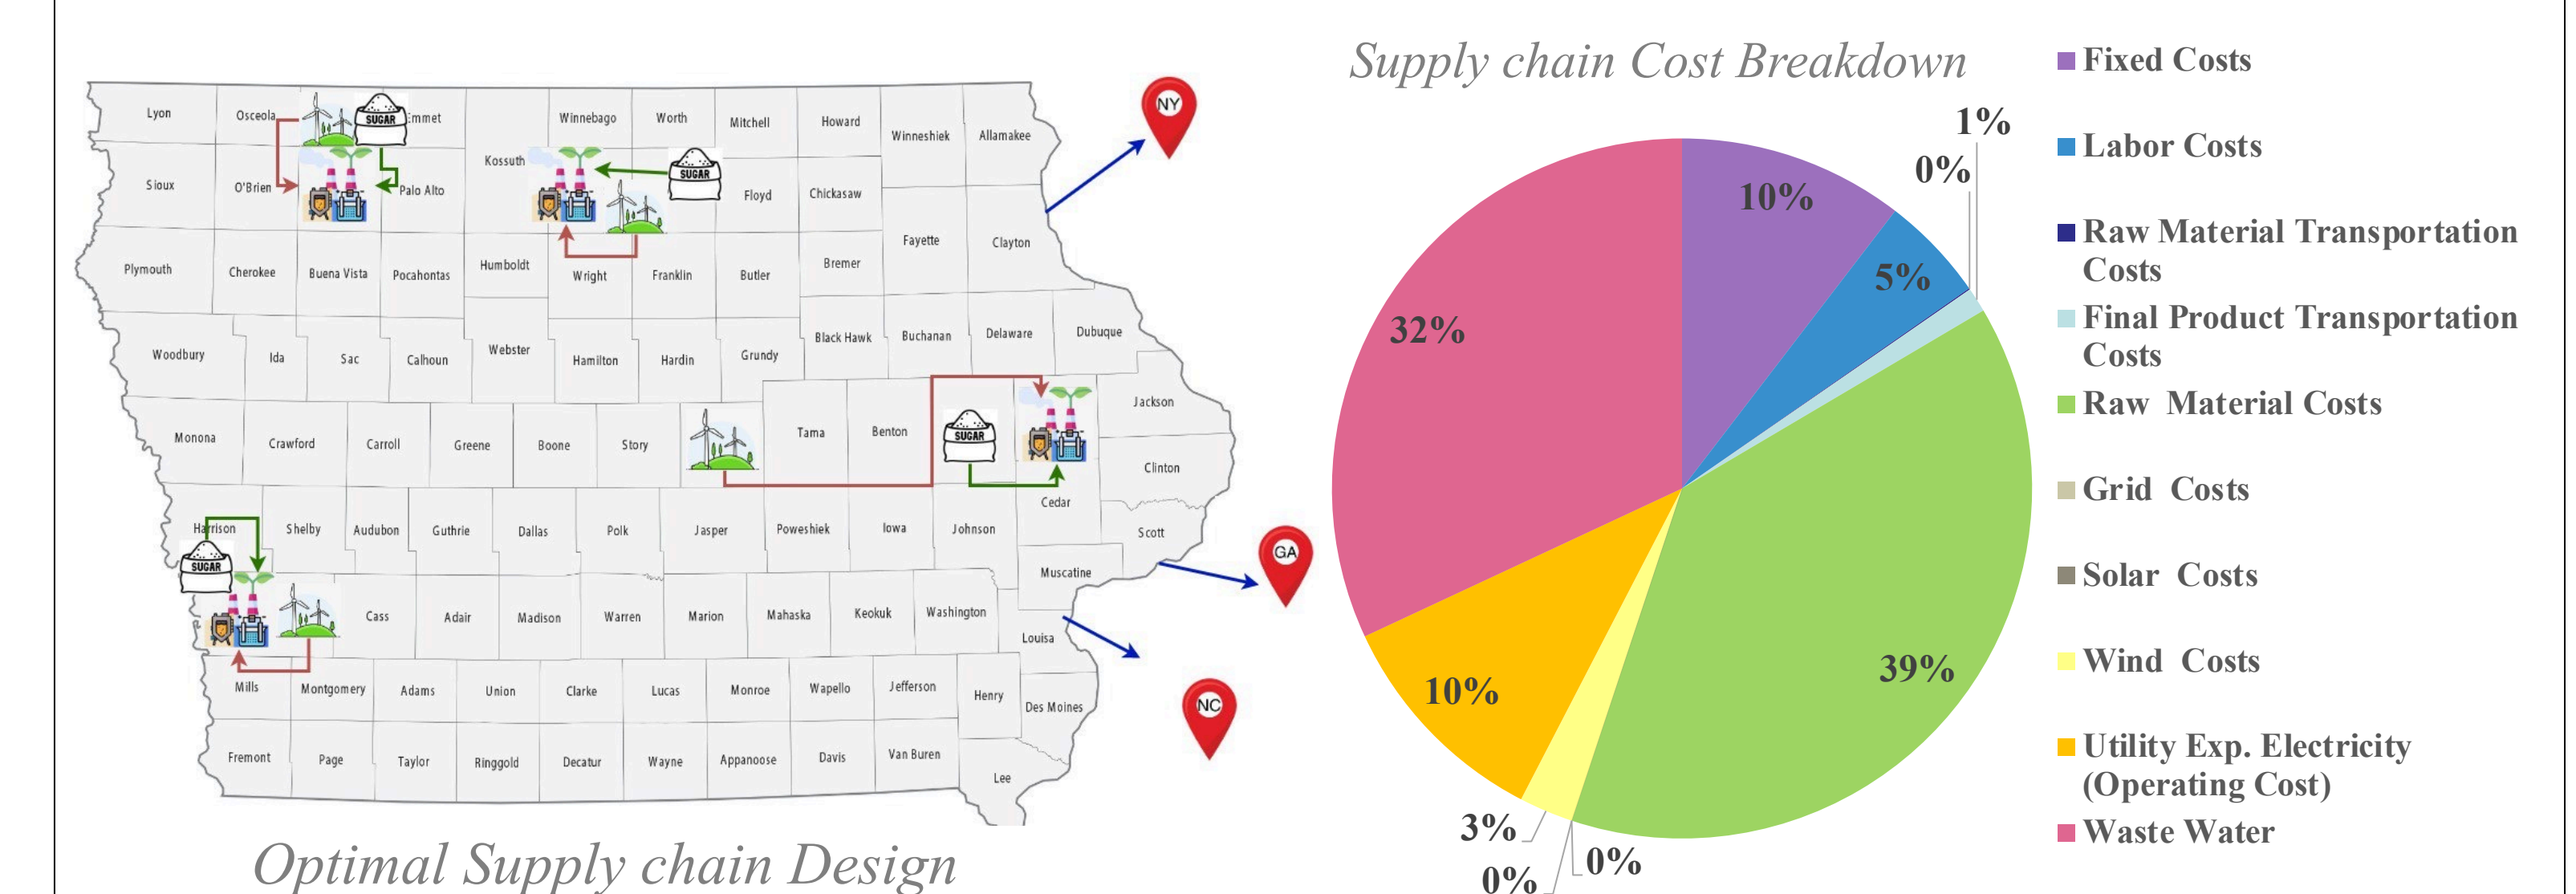 Supply chain Cost Breakdown
Fixed Costs
Labor Costs
Raw Material Transportation
Costs
Final Product Transportation
Costs
Raw  Material Costs
Grid  Costs
Solar  Costs
Wind  Costs
Utility Exp. Electricity
(Operating Cost)
Waste Water
1%
0%
10%
5%
32%
39%
10%
3%
0%
0%
NY
GA
NC
Lyon
Osceola
SUGAR
Winnebago
Worth
Mitchell
Howard
Winneshiek
Allamakee
Sioux
O'Brien
Palo Alto
Kossuth
SUGAR
Floyd
Chickasaw
Fayette
Clayton
Plymouth
Cherokee
Buena Vista
Pocahontas
Humboldt
Wright
Franklin
Butler
Bremer
Woodbury
Ida
Sac
Calhoun
Webster
Hamilton
Hardin
Grundy
Black Hawk
Buchanan
Delaware
Dubuque
Monona
Crawford
Carroll
Greene
Boone
Story
Tama
Benton
SUGAR
Jackson
Clinton
Cedar
Harrison
Shelby
Audubon
Guthrie
Dallas
Polk
Jasper
Poweshiek
Iowa
Johnson
Scott
Muscatine
SUGAR
Cass
Adair
Madison
Warren
Marion
Mahaska
Keokuk
Washington
Louisa
Mills
Montgomery
Adams
Union
Clarke
Lucas
Monroe
Wapello
Jefferson
Henry
Des Moines
Fremont
Page
Taylor
Ringgold
Decatur
Wayne
Appanoose
Davis
Van Buren
Lee
Optimal Supply chain Design